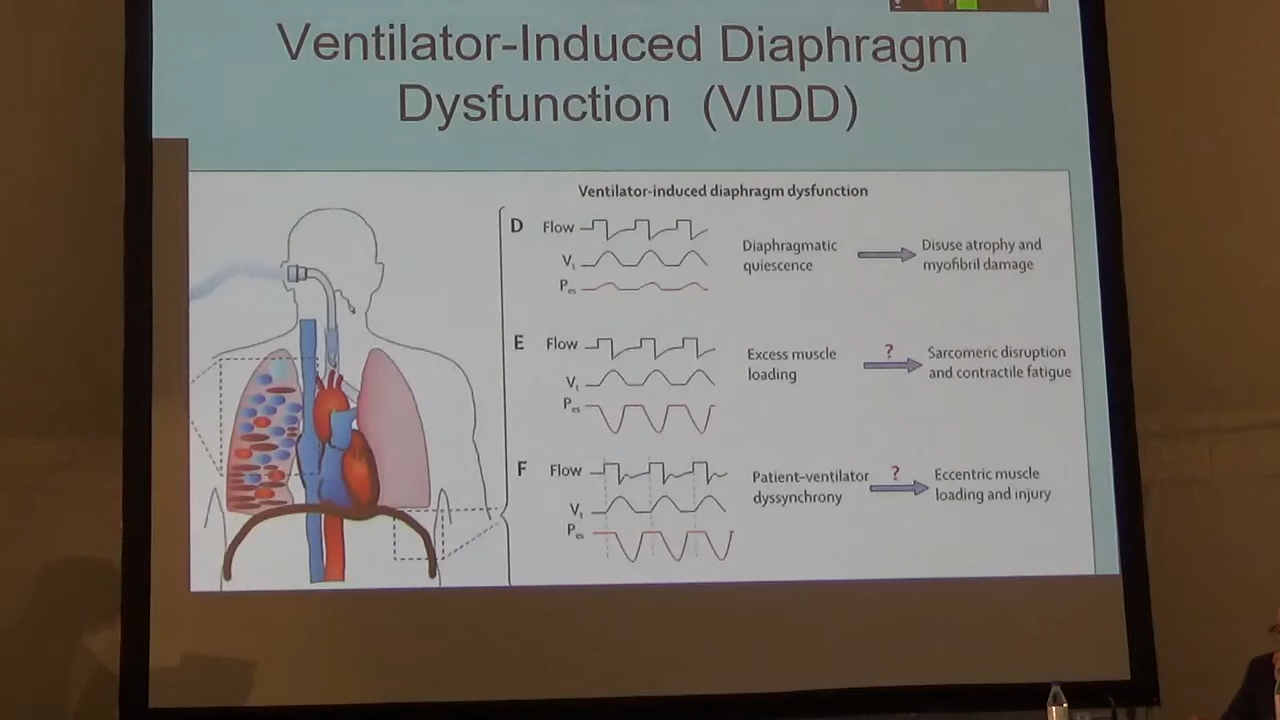 Ventilator-Induced Diaphragm
Dysfunction (VIDD)
Ventilator-induced diaphragm dysfunction
D Flow
Vt
Pes
Diaphragmatic
quiescence
Disuse atrophy and
myofibril damage
E Flow
Vt
Pes
Excess muscle
loading
?
Sarcomeric disruption
and contractile fatigue
F Flow
Vt
Pes
Patient–ventilator
dyssynchrony
?
Eccentric muscle
loading and injury